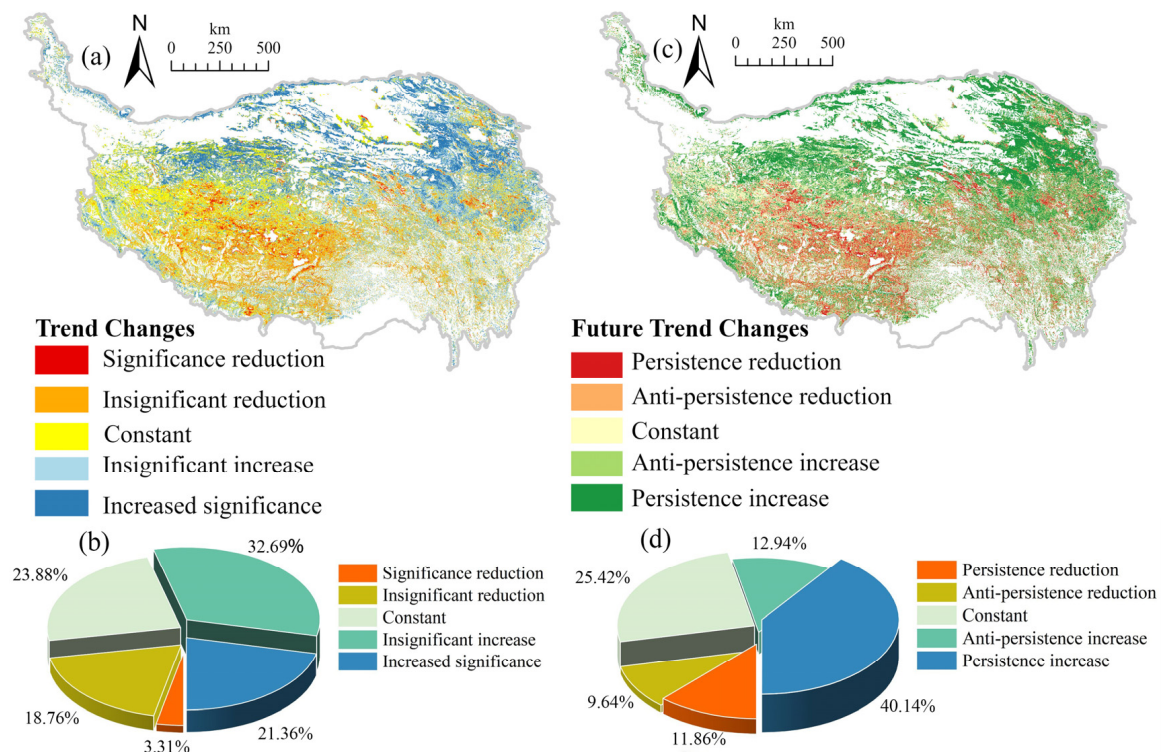 (a)
N
km
0 250 500
Trend Changes
Significance reduction
Insignificant reduction
Constant
Insignificant increase
Increased significance
(c)
N
km
0 250 500
Future Trend Changes
Persistence reduction
Anti-persistence reduction
Constant
Anti-persistence increase
Persistence increase
(b)
32.69%
23.88%
18.76%
3.31%
21.36%
Significance reduction
Insignificant reduction
Constant
Insignificant increase
Increased significance
(d)
12.94%
25.42%
9.64%
11.86%
40.14%
Persistence reduction
Anti-persistence reduction
Constant
Anti-persistence increase
Persistence increase